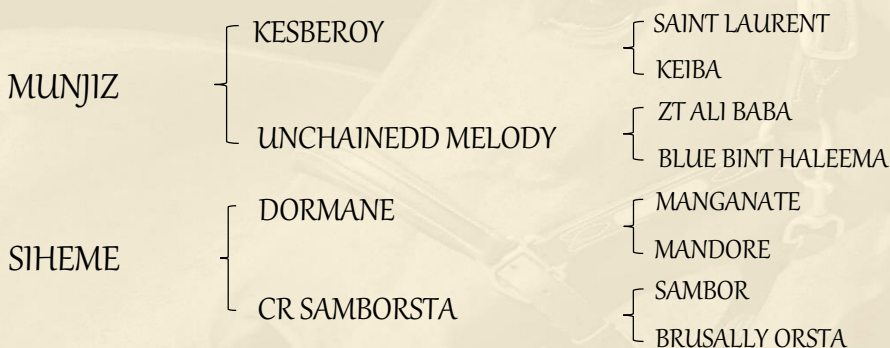 MUNJIZ
KESBEROY
SAINT LAURENT
KEIBA
UNCHAINEDD MELODY
ZT ALI BABA
BLUE BINT HALEEMA
SIHEME
DORMANE
MANGANATE
MANDORE
CR SAMBORSTA
SAMBOR
BRUSALLY ORSTA